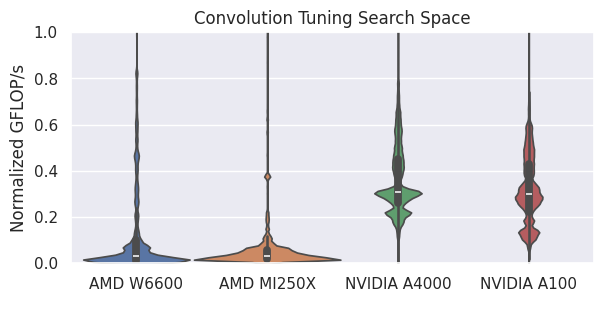 Convolution Tuning Search Space
Normalized GFLOP/s
1.0
0.8
0.6
0.4
0.2
0.0
AMD W6600 AMD MI250X NVIDIA A4000 NVIDIA A100